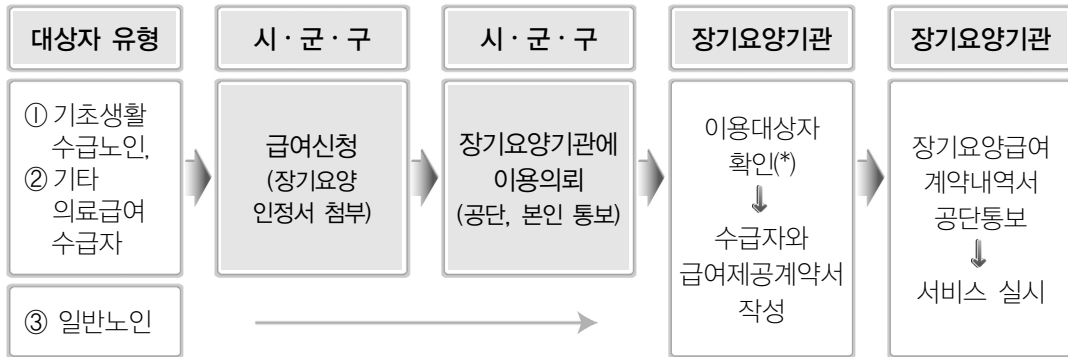 대상자 유형
시·군·구
시·군·구
장기요양기관
장기요양기관
① 기초생활
수급노인,
② 기타
의료급여
수급자
급여신청
(장기요양
인정서 첨부)
장기요양기관에
이용의뢰
(공단, 본인 통보)
이용대상자
확인(*)
수급자와
급여제공계약서
작성
장기요양급여
계약내역서
공단통보
서비스 실시
③ 일반노인